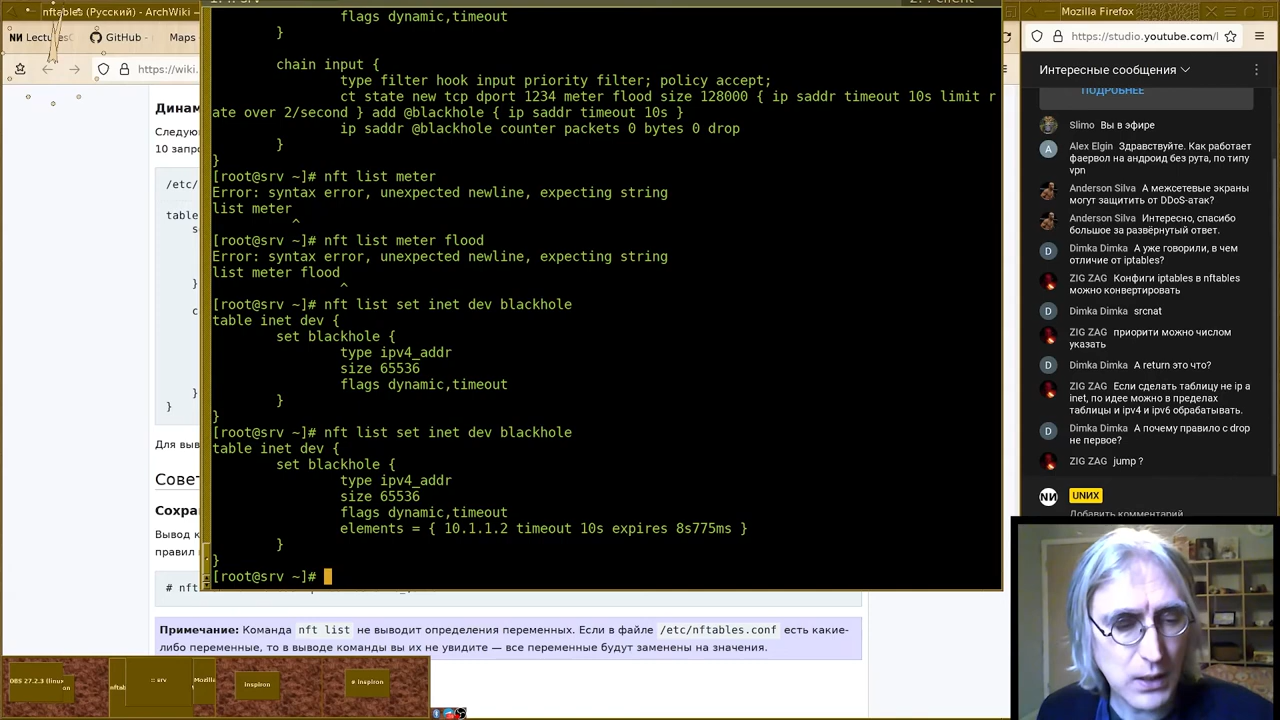 nftables (Русский) — ArchWiki —
Mozilla Firefox
NИ Lectures
GitHub -
Maps
https://studio.youtube.com/l
https://wiki.
Интересные сообщения
ПОДРОБНЕЕ
Slimo Вы в эфире
Alex Elgin Здравствуйте. Как работает
фаервол на андроид без рута, по типу
vpn
Anderson Silva А межсетевые экраны
могут защитить от DDoS-атак?
Anderson Silva Интересно, спасибо
большое за развёрнутый ответ.
Dimka Dimka А уже говорили, в чем
отличие от iptables?
ZIG ZAG Конфиги iptables в nftables
можно конвертировать
Dimka Dimka srcnat
ZIG ZAG приорити можно числом
указать
Dimka Dimka А return это что?
ZIG ZAG Если сделать таблицу не ip а
inet, по идее можно в пределах
таблицы и ipv4 и ipv6 обрабатывать.
Dimka Dimka А почему правило с drop
не первое?
ZIG ZAG jump ?
NИ UNИX
Добавить комментарий
flags dynamic,timeout
}
chain input {
type filter hook input priority filter; policy accept;
ct state new tcp dport 1234 meter flood size 128000 { ip saddr timeout 10s limit r
ate over 2/second } add @blackhole { ip saddr timeout 10s }
ip saddr @blackhole counter packets 0 bytes 0 drop
}
}
[root@srv ~]# nft list meter
Error: syntax error, unexpected newline, expecting string
list meter
^
[root@srv ~]# nft list meter flood
Error: syntax error, unexpected newline, expecting string
list meter flood
^
[root@srv ~]# nft list set inet dev blackhole
table inet dev {
set blackhole {
type ipv4_addr
size 65536
flags dynamic,timeout
}
}
[root@srv ~]# nft list set inet dev blackhole
table inet dev {
set blackhole {
type ipv4_addr
size 65536
flags dynamic,timeout
elements = { 10.1.1.2 timeout 10s expires 8s775ms }
}
}
[root@srv ~]#
Динам
Следую
10 запро
/etc/
table
s
}
c
}
}
Для выв
Совет
Сохра
Вывод к
правил
# nft
Примечание: Команда nft list не выводит определения переменных. Если в файле /etc/nftables.conf есть какие-
либо переменные, то в выводе команды вы их не увидите — все переменные будут заменены на значения.
OBS 27.2.3 (linux
nftab
:: srv
Mozilla
inspiron
# inspiron